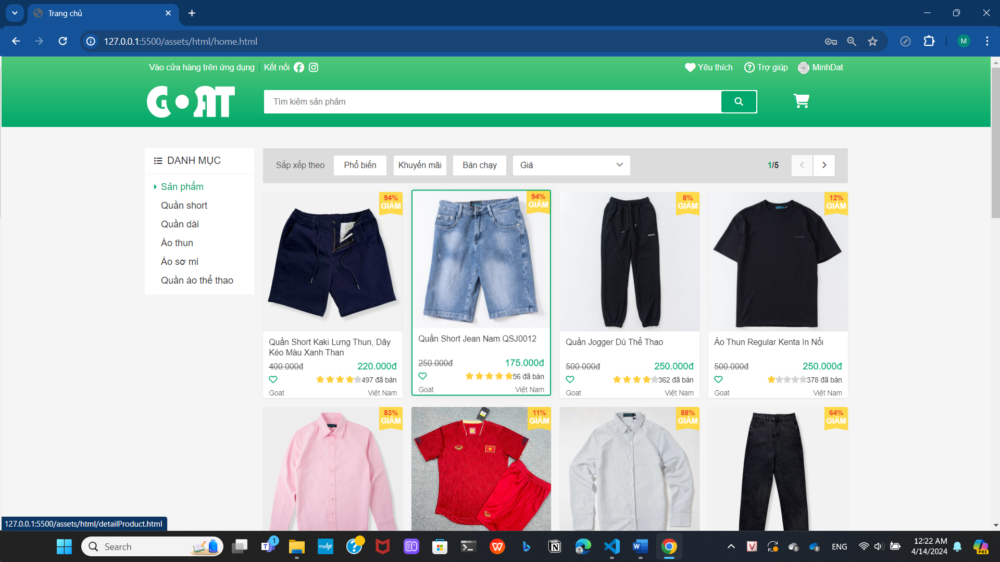 Trang chủ
127.0.0.1:5500/assets/html/home.html
M
Vào cửa hàng trên ứng dụng
Kết nối
Yêu thích
Trợ giúp
MinhDat
GOAT
Tìm kiếm sản phẩm
DANH MỤC
Sản phẩm
Quần short
Quần dài
Áo thun
Áo sơ mi
Quần áo thể thao
Sắp xếp theo
Phổ biến
Khuyến mãi
Bán chạy
Giá
1/5
94%
GIẢM
Quần Short Kaki Lưng Thun, Dây
Kéo Màu Xanh Than
400.000đ 220.000đ
497 đã bán
Goat Việt Nam
94%
GIẢM
Quần Short Jean Nam QSJ0012
250.000đ 175.000đ
56 đã bán
Goat Việt Nam
8%
GIẢM
Quần Jogger Dù Thể Thao
500.000đ 250.000đ
362 đã bán
Goat Việt Nam
12%
GIẢM
Áo Thun Regular Kenta In Nổi
500.000đ 250.000đ
378 đã bán
Goat Việt Nam
83%
GIẢM
11%
GIẢM
88%
GIẢM
64%
GIẢM
127.0.0.1:5500/assets/html/detailProduct.html
Search
1
myhp
ENG
12:22 AM
4/14/2024
PRE